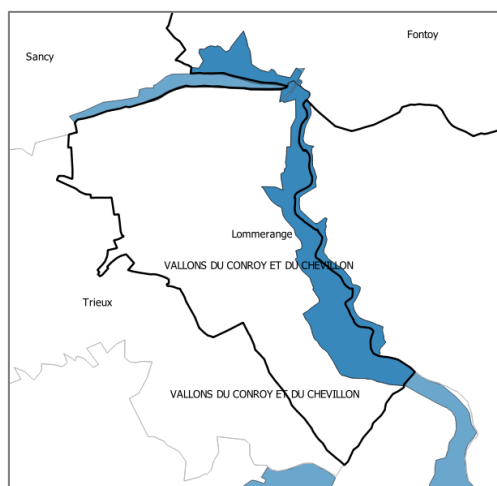 Fontoy
Sancy
Lommerange
VALLONS DU CONROY ET DU CHEVILLON
Trieux
VALLONS DU CONROY ET DU CHEVILLON